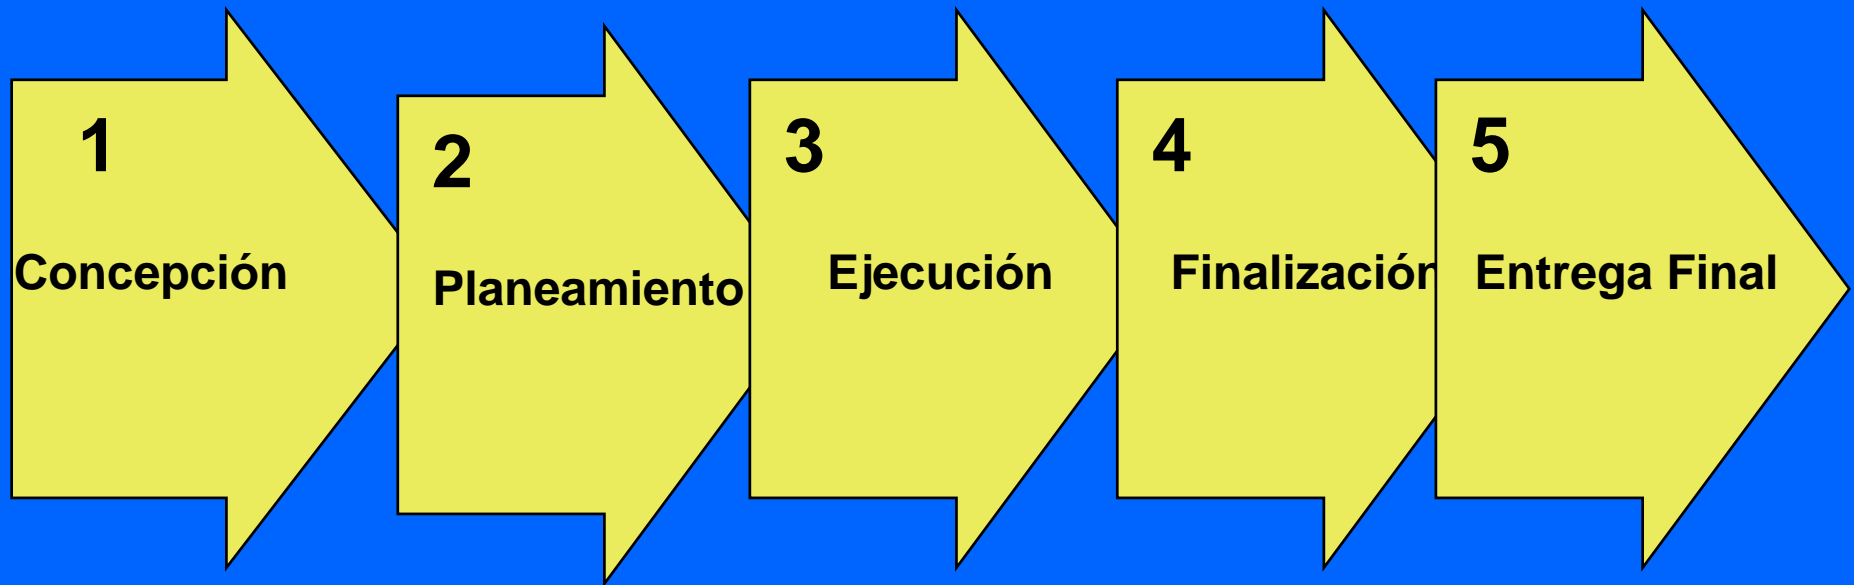 1
Concepción
2
Planeamiento
3
Ejecución
4
Finalización
5
Entrega Final